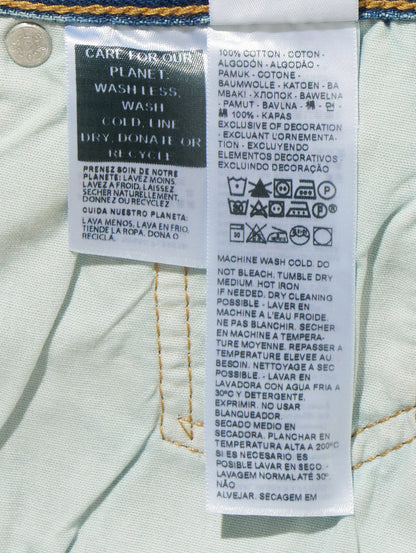 CARE FOR OUR
PLANET:
WASH LESS,
WASH
COLD, LINE
DRY, DONATE OR
RECYCLE
PRENEZ SOIN DE NOTRE
PLANÈTE: LAVEZ MOINS,
LAVEZ A FROID, LAISSEZ
SECHER NATURELLEMENT,
DONNEZ OU RECYCLEZ
CUIDA NUESTRO PLANETA:
LAVA MENOS, LAVA EN FRIO,
TIENDE LA ROPA, DONA O
RECICLA.
100% COTTON - COTON -
ALGODÓN - ALGODÃO -
PAMUK - COTONE -
BAUMWOLLE - KATOEN - BA
MBAKI - ХЛОПОК - BAWEŁNA
- PAMUT - BAVLNA - 棉 - 면 -
綿 100% - KAPAS
EXCLUSIVE OF DECORATION
- EXCLUANT L'ORNEMENTA-
TION - EXCLUYENDO
ELEMENTOS DECORATIVOS
EXCLUINDO DECORAÇÃO
MACHINE WASH COLD. DO
NOT BLEACH. TUMBLE DRY
MEDIUM. HOT IRON
IF NEEDED. DRY CLEANING
POSSIBLE - LAVER EN
MACHINE A L'EAU FROIDE.
NE PAS BLANCHIR. SECHER
EN MACHINE A TEMPERA-
TURE MOYENNE. REPASSER A
TEMPERATURE ELEVEE AU
BESOIN. NETTOYAGE A SEC
POSSIBLE - LAVAR EN
LAVADORA CON AGUA FRIA A
30ºC Y DETERGENTE,
EXPRIMIR. NO USAR
BLANQUEADOR.
SECADO MEDIO EN
SECADORA. PLANCHAR EN
TEMPERATURA ALTA A 200ºC
SI ES NECESARIO. ES
POSIBLE LAVAR EN SECO. -
LAVAGEM NORMALATÉ 30º.
NÃO
ALVEJAR. SECAGEM EM